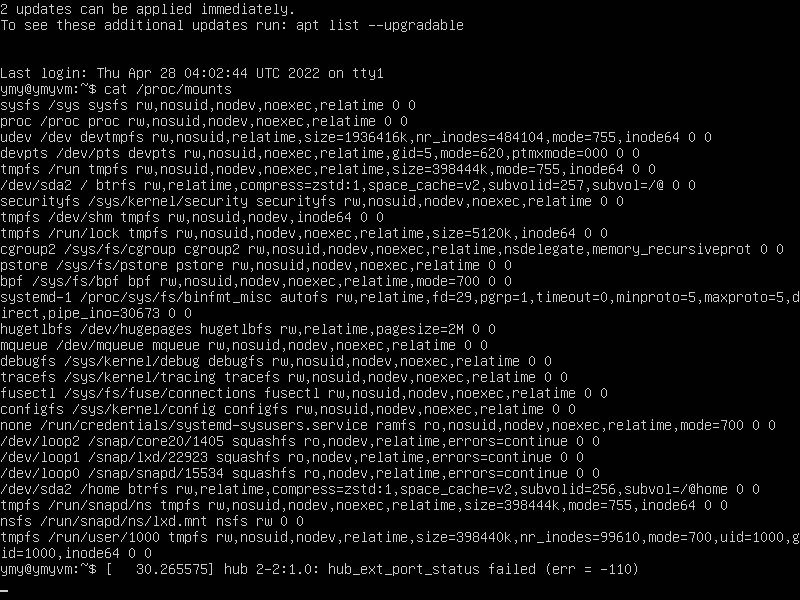 2 updates can be applied immediately.
To see these additional updates run: apt list --upgradable
Last login: Thu Apr 28 04:02:44 UTC 2022 on tty1
ymy@ymyvm:~$ cat /proc/mounts
sysfs /sys sysfs rw,nosuid,nodev,noexec,relatime 0 0
proc /proc proc rw,nosuid,nodev,noexec,relatime 0 0
udev /dev devtmpfs rw,nosuid,relatime,size=1936416k,nr_inodes=484104,mode=755,inode64 0 0
devpts /dev/pts devpts rw,nosuid,noexec,relatime,gid=5,mode=620,ptmxmode=000 0 0
tmpfs /run tmpfs rw,nosuid,nodev,noexec,relatime,size=398444k,mode=755,inode64 0 0
/dev/sda2 / btrfs rw,relatime,compress=zstd:1,space_cache=v2,subvolid=257,subvol=/@ 0 0
securityfs /sys/kernel/security securityfs rw,nosuid,nodev,noexec,relatime 0 0
tmpfs /dev/shm tmpfs rw,nosuid,nodev,inode64 0 0
tmpfs /run/lock tmpfs rw,nosuid,nodev,noexec,relatime,size=5120k,inode64 0 0
cgroup2 /sys/fs/cgroup cgroup2 rw,nosuid,nodev,noexec,relatime,nsdelegate,memory_recursiveprot 0 0
pstore /sys/fs/pstore pstore rw,nosuid,nodev,noexec,relatime 0 0
bpf /sys/fs/bpf bpf rw,nosuid,nodev,noexec,relatime,mode=700 0 0
systemd-1 /proc/sys/fs/binfmt_misc autofs rw,relatime,fd=29,pgrp=1,timeout=0,minproto=5,maxproto=5,d
irect,pipe_ino=30673 0 0
hugetlbfs /dev/hugepages hugetlbfs rw,relatime,pagesize=2M 0 0
mqueue /dev/mqueue mqueue rw,nosuid,nodev,noexec,relatime 0 0
debugfs /sys/kernel/debug debugfs rw,nosuid,nodev,noexec,relatime 0 0
tracefs /sys/kernel/tracing tracefs rw,nosuid,nodev,noexec,relatime 0 0
fusectl /sys/fs/fuse/connections fusectl rw,nosuid,nodev,noexec,relatime 0 0
configfs /sys/kernel/config configfs rw,nosuid,nodev,noexec,relatime 0 0
none /run/credentials/systemd-sysusers.service ramfs ro,nosuid,nodev,noexec,relatime,mode=700 0 0
/dev/loop2 /snap/core20/1405 squashfs ro,nodev,relatime,errors=continue 0 0
/dev/loop1 /snap/lxd/22923 squashfs ro,nodev,relatime,errors=continue 0 0
/dev/loop0 /snap/snapd/15534 squashfs ro,nodev,relatime,errors=continue 0 0
/dev/sda2 /home btrfs rw,relatime,compress=zstd:1,space_cache=v2,subvolid=256,subvol=/@home 0 0
tmpfs /run/snapd/ns tmpfs rw,nosuid,nodev,noexec,relatime,size=398444k,mode=755,inode64 0 0
nsfs /run/snapd/ns/lxd.mnt nsfs rw 0 0
tmpfs /run/user/1000 tmpfs rw,nosuid,nodev,relatime,size=398440k,nr_inodes=99610,mode=700,uid=1000,g
id=1000,inode64 0 0
ymy@ymyvm:~$ [   30.265575] hub 2-2:1.0: hub_ext_port_status failed (err = -110)